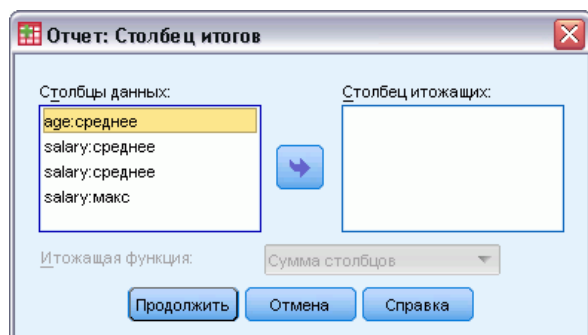 Отчет: Столбец итогов
Столбцы данных:
Столбец итожащих:
age:среднее
salary:среднее
salary:среднее
salary:макс
Итожащая функция:
Сумма столбцов
Продолжить
Отмена
Справка